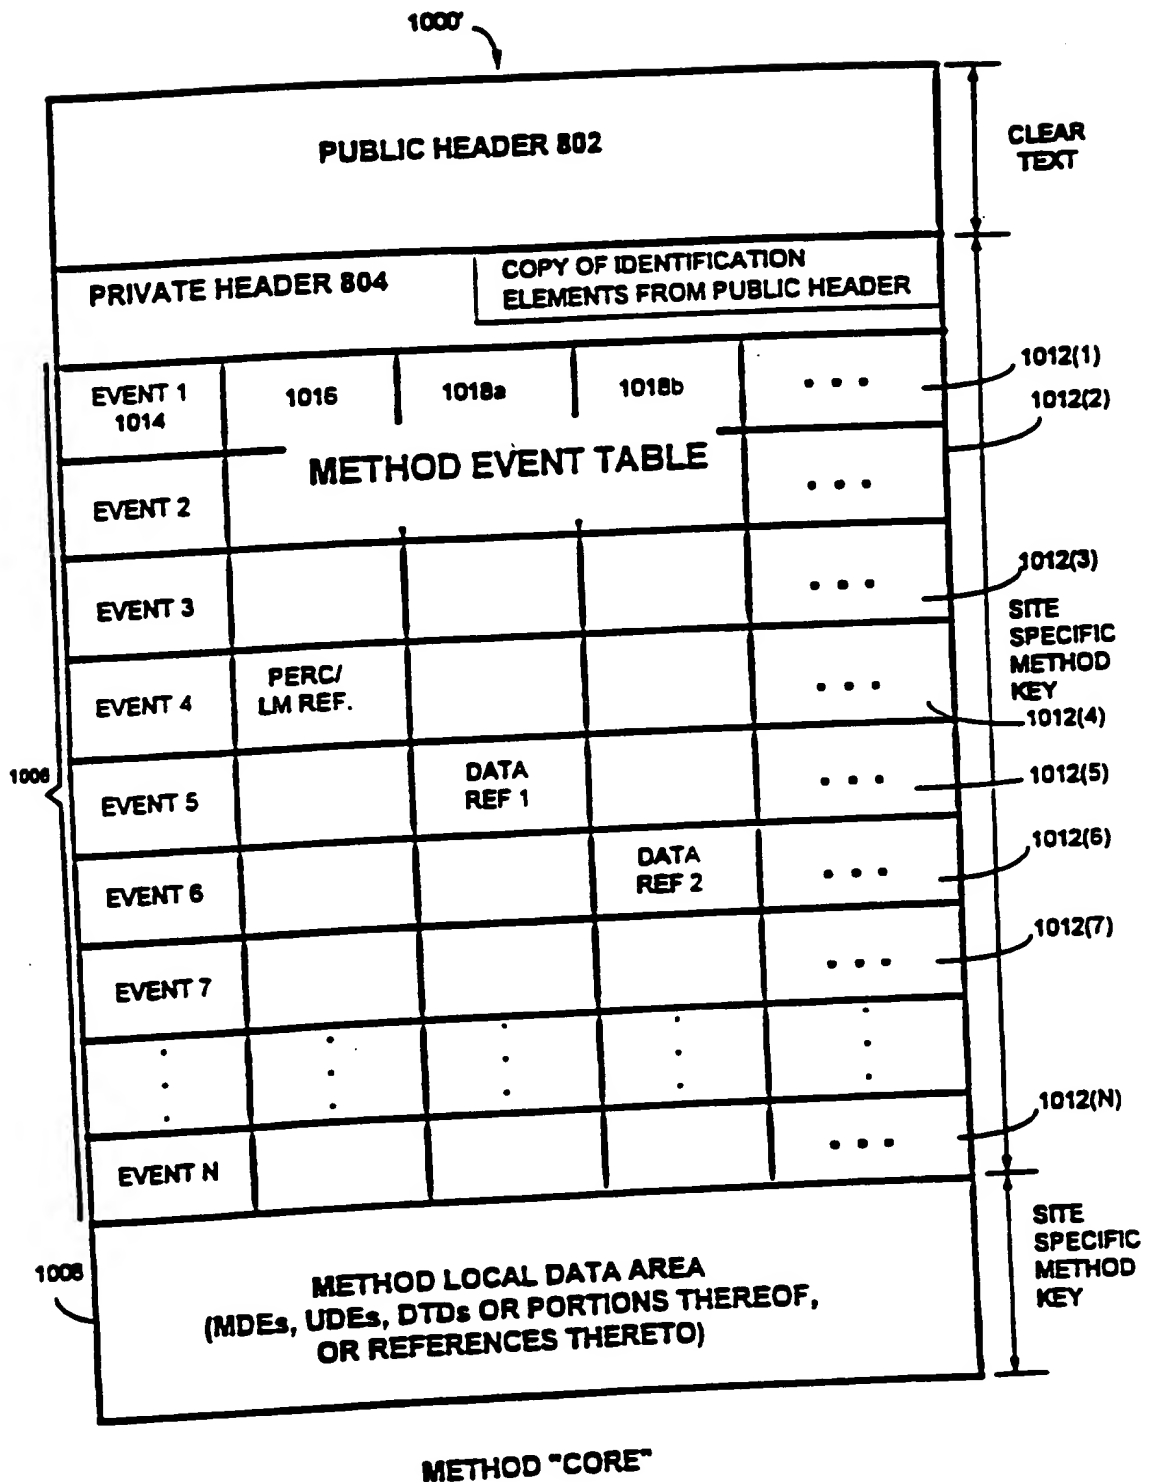 1000'
PUBLIC HEADER 802
CLEAR
TEXT
PRIVATE HEADER 804
COPY OF IDENTIFICATION
ELEMENTS FROM PUBLIC HEADER
EVENT 1
1014
1016
1018a
1018b
• • •
1012(1)
1012(2)
METHOD EVENT TABLE
EVENT 2
• • •
EVENT 3
• • •
1012(3)
SITE
SPECIFIC
METHOD
KEY
EVENT 4
PERC/
LM REF.
• • •
1012(4)
1006
EVENT 5
DATA
REF 1
• • •
1012(5)
EVENT 6
DATA
REF 2
• • •
1012(6)
EVENT 7
• • •
1012(7)
EVENT N
• • •
1012(N)
SITE
SPECIFIC
METHOD
KEY
1008
METHOD LOCAL DATA AREA
(MDEs, UDEs, DTDs OR PORTIONS THEREOF,
OR REFERENCES THERETO)
METHOD "CORE"